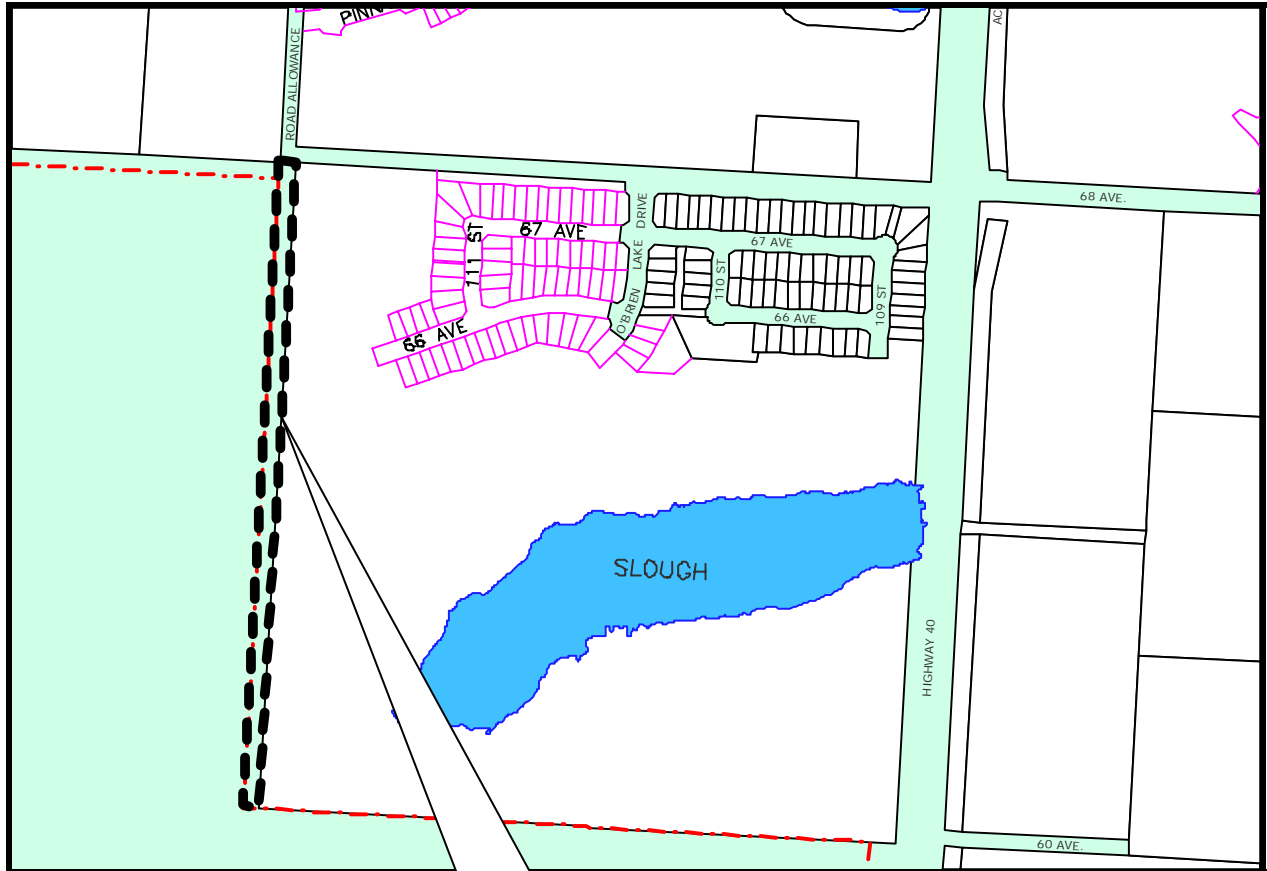 PINN
AC
ROAD ALLOWANCE
68 AVE.
DRIVE
67 AVE
67 AVE
111 ST
LAKE
110 ST
109 ST
O'BRIEN
66 AVE
66 AVE
SLOUGH
HIGHWAY 40
60 AVE.